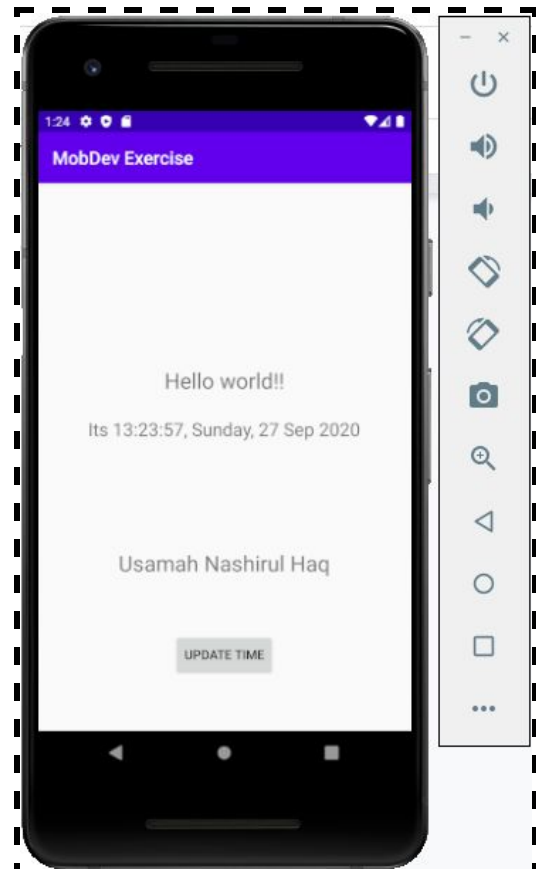 1:24
MobDev Exercise
Hello world!!
Its 13:23:57, Sunday, 27 Sep 2020
Usamah Nashirul Haq
UPDATE TIME